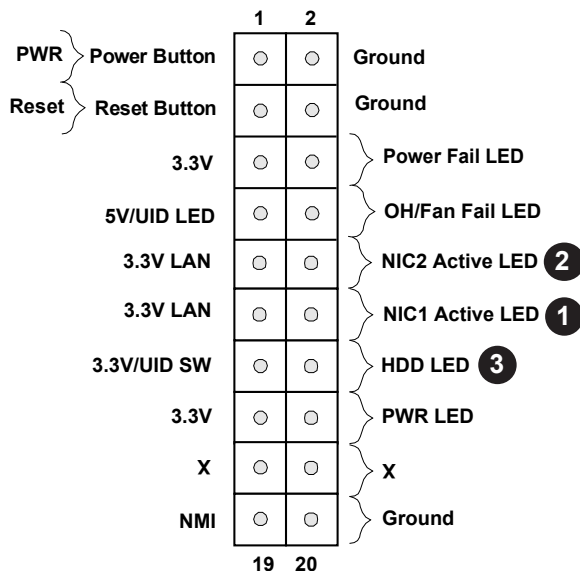 1 2
PWR Power Button Ground
Reset Reset Button Ground
3.3V Power Fail LED
5V/UID LED OH/Fan Fail LED
3.3V LAN NIC2 Active LED 2
3.3V LAN NIC1 Active LED 1
3.3V/UID SW HDD LED 3
3.3V PWR LED
X X
NMI Ground
19 20